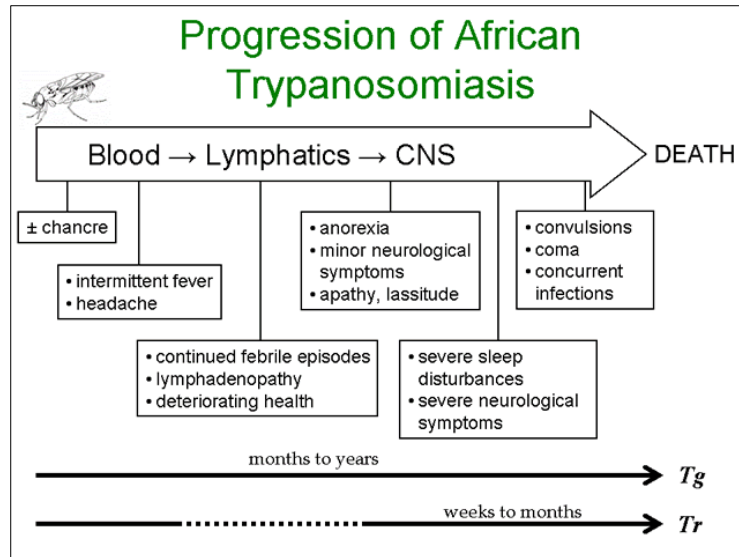 Progression of African
Trypanosomiasis
Blood → Lymphatics → CNS
DEATH
± chancre
• intermittent fever
• headache
• continued febrile episodes
• lymphadenopathy
• deteriorating health
• anorexia
• minor neurological
symptoms
• apathy, lassitude
• severe sleep
disturbances
• severe neurological
symptoms
• convulsions
• coma
• concurrent
infections
months to years
Tg
weeks to months
Tr